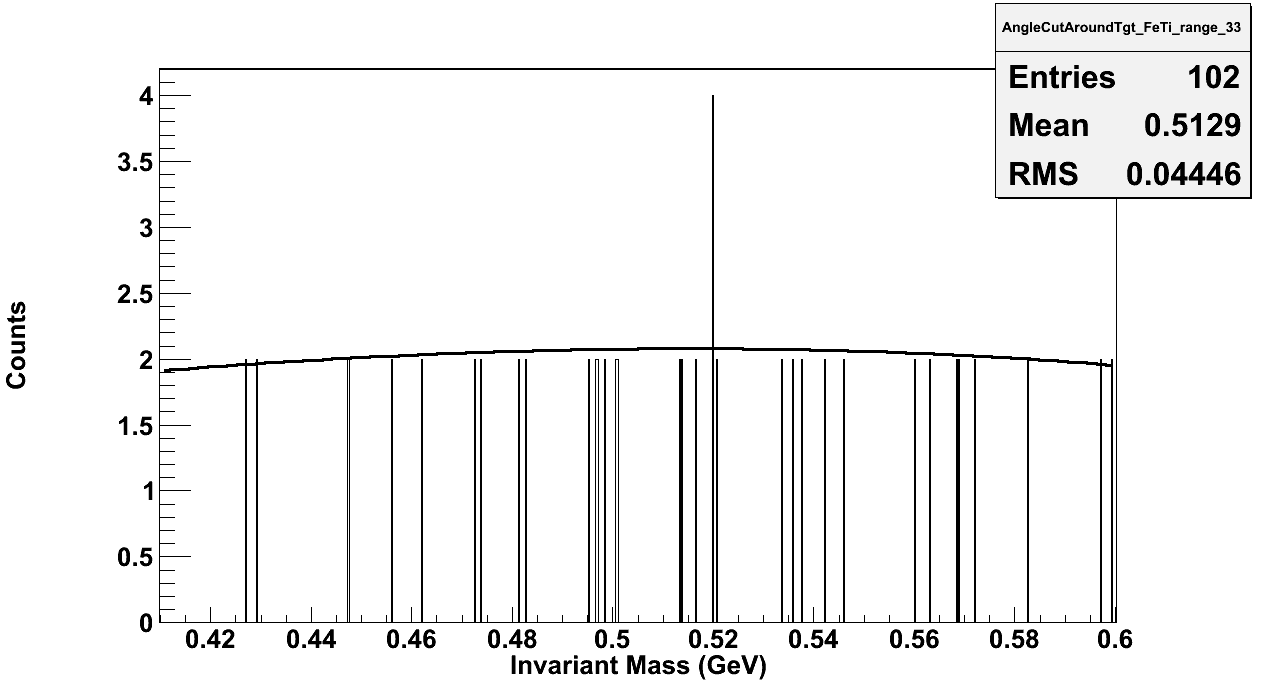 AngleCutAroundTgt_FeTi_range_33
Entries 102
Mean 0.5129
RMS 0.04446
4
3.5
3
2.5
2
1.5
1
0.5
0
Counts
0.42 0.44 0.46 0.48 0.5 0.52 0.54 0.56 0.58 0.6
Invariant Mass (GeV)